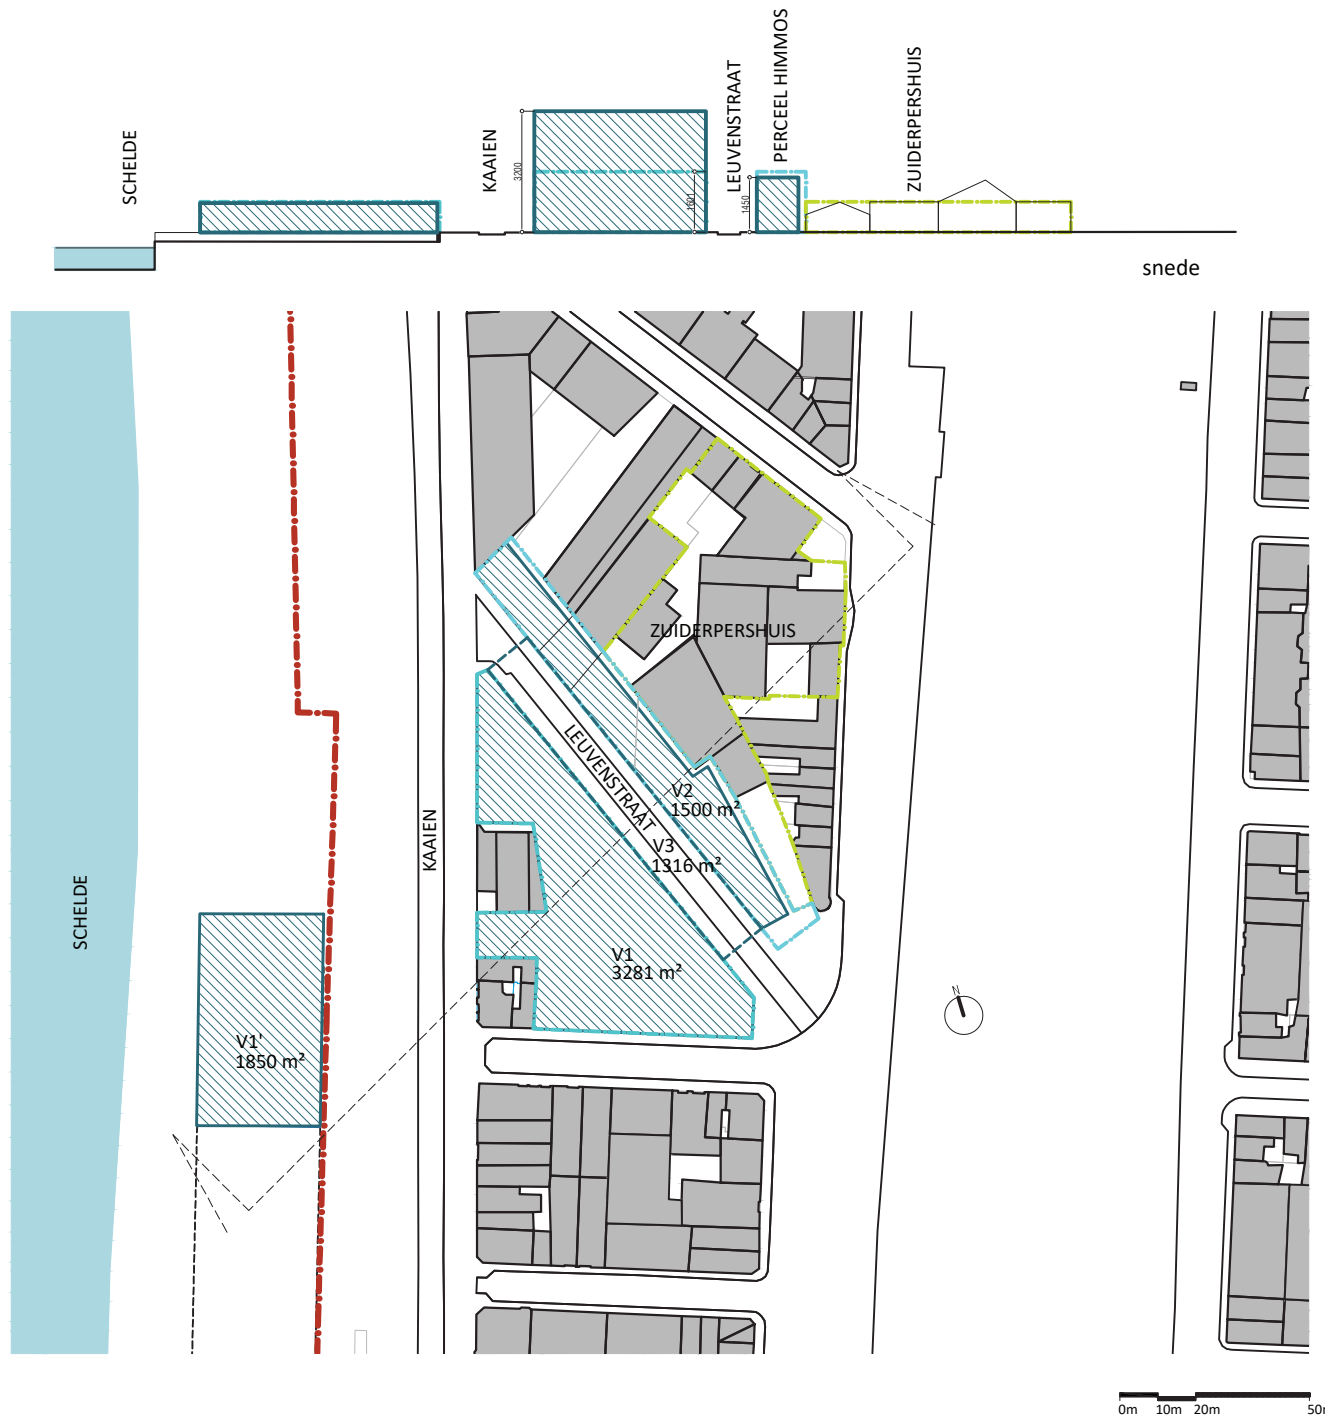 SCHELDE
KAAIEN
LEUVENSTRAAT
PERCEEL HIMMOS
ZUIDERPERSHUIS
3200
1601
1450
snede
ZUIDERPERSHUIS
LEUVENSTRAAT
V2
1500 m²
V3
1316 m²
KAAIEN
SCHELDE
V1
3281 m²
N
V1'
1850 m²
0m 10m 20m 50m